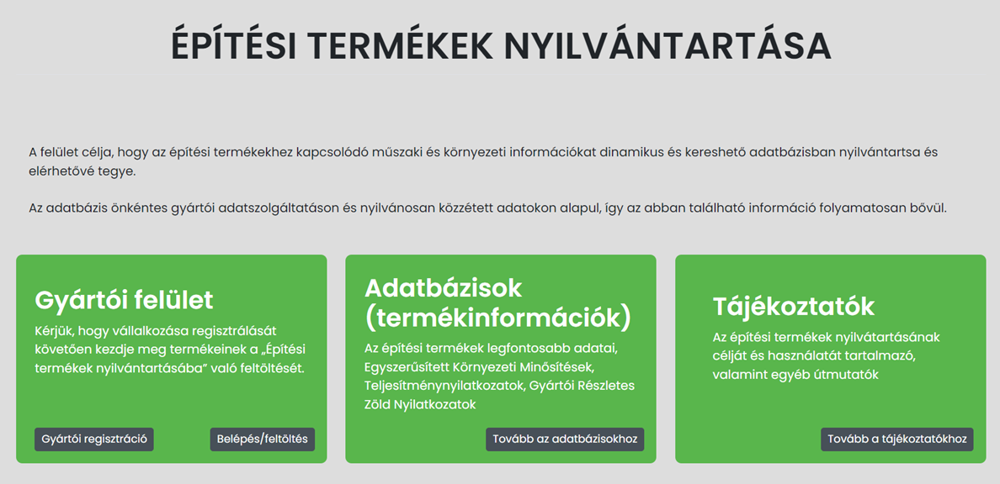 ÉPÍTÉSI TERMÉKEK NYILVÁNTARTÁSA
A felület célja, hogy az építési termékekhez kapcsolódó műszaki és környezeti információkat dinamikus és kereshető adatbázisban nyilvántartsa és
elérhetővé tegye.
Az adatbázis önkéntes gyártói adatszolgáltatáson és nyilvánosan közzétett adatokon alapul, így az abban található információ folyamatosan bővül.
Gyártói felület
Kérjük, hogy vállalkozása regisztrálását
követően kezdje meg termékeinek a „Építési
termékek nyilvántartásába” való feltöltését.
Gyártói regisztráció
Belépés/feltöltés
Adatbázisok
(termékinformációk)
Az építési termékek legfontosabb adatai,
Egyszerűsített Környezeti Minősítések,
Teljesítménynyilatkozatok, Gyártói Részletes
Zöld Nyilatkozatok
Tovább az adatbázisokhoz
Tájékoztatók
Az építési termékek nyilvátartásának
célját és használatát tartalmazó,
valamint egyéb útmutatók
Tovább a tájékoztatókhoz